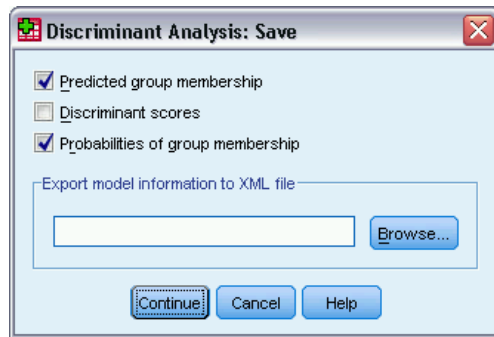 Discriminant Analysis: Save
Predicted group membership
Discriminant scores
Probabilities of group membership
Export model information to XML file
Browse...
Continue Cancel Help